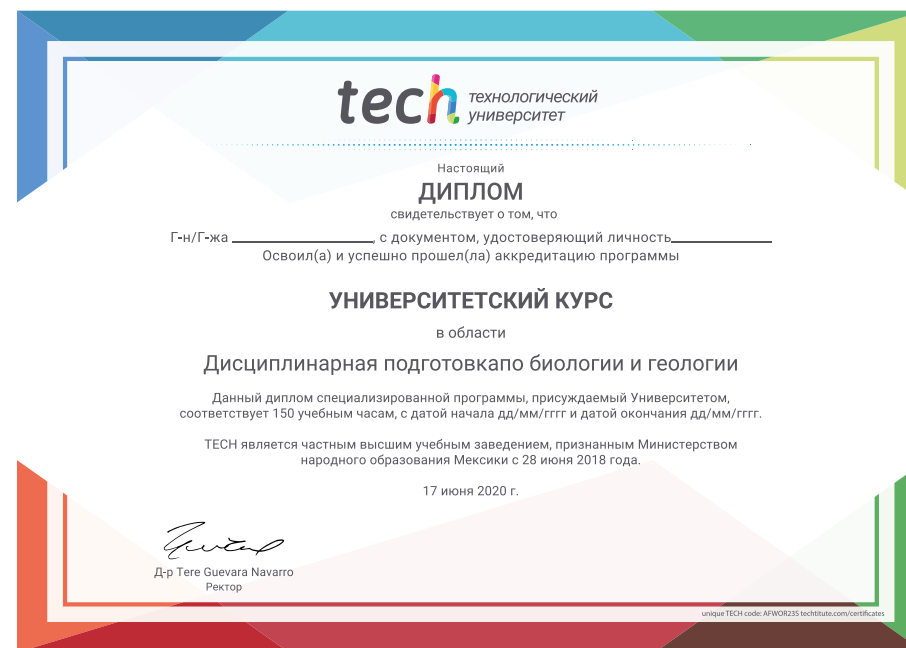 tech технологический
университет
Настоящий
ДИПЛОМ
свидетельствует о том, что
Г-н/Г-жа ____________________, с документом, удостоверяющий личность______________
Освоил(а) и успешно прошел(ла) аккредитацию программы
УНИВЕРСИТЕТСКИЙ КУРС
в области
Дисциплинарная подготовкапо биологии и геологии
Данный диплом специализированной программы, присуждаемый Университетом,
соответствует 150 учебным часам, с датой начала дд/мм/гггг и датой окончания дд/мм/гггг.
TECH является частным высшим учебным заведением, признанным Министерством
народного образования Мексики с 28 июня 2018 года.
17 июня 2020 г.
Д-р Tere Guevara Navarro
Ректор
unique TECH code: AFWOR23S techtitute.com/certificates